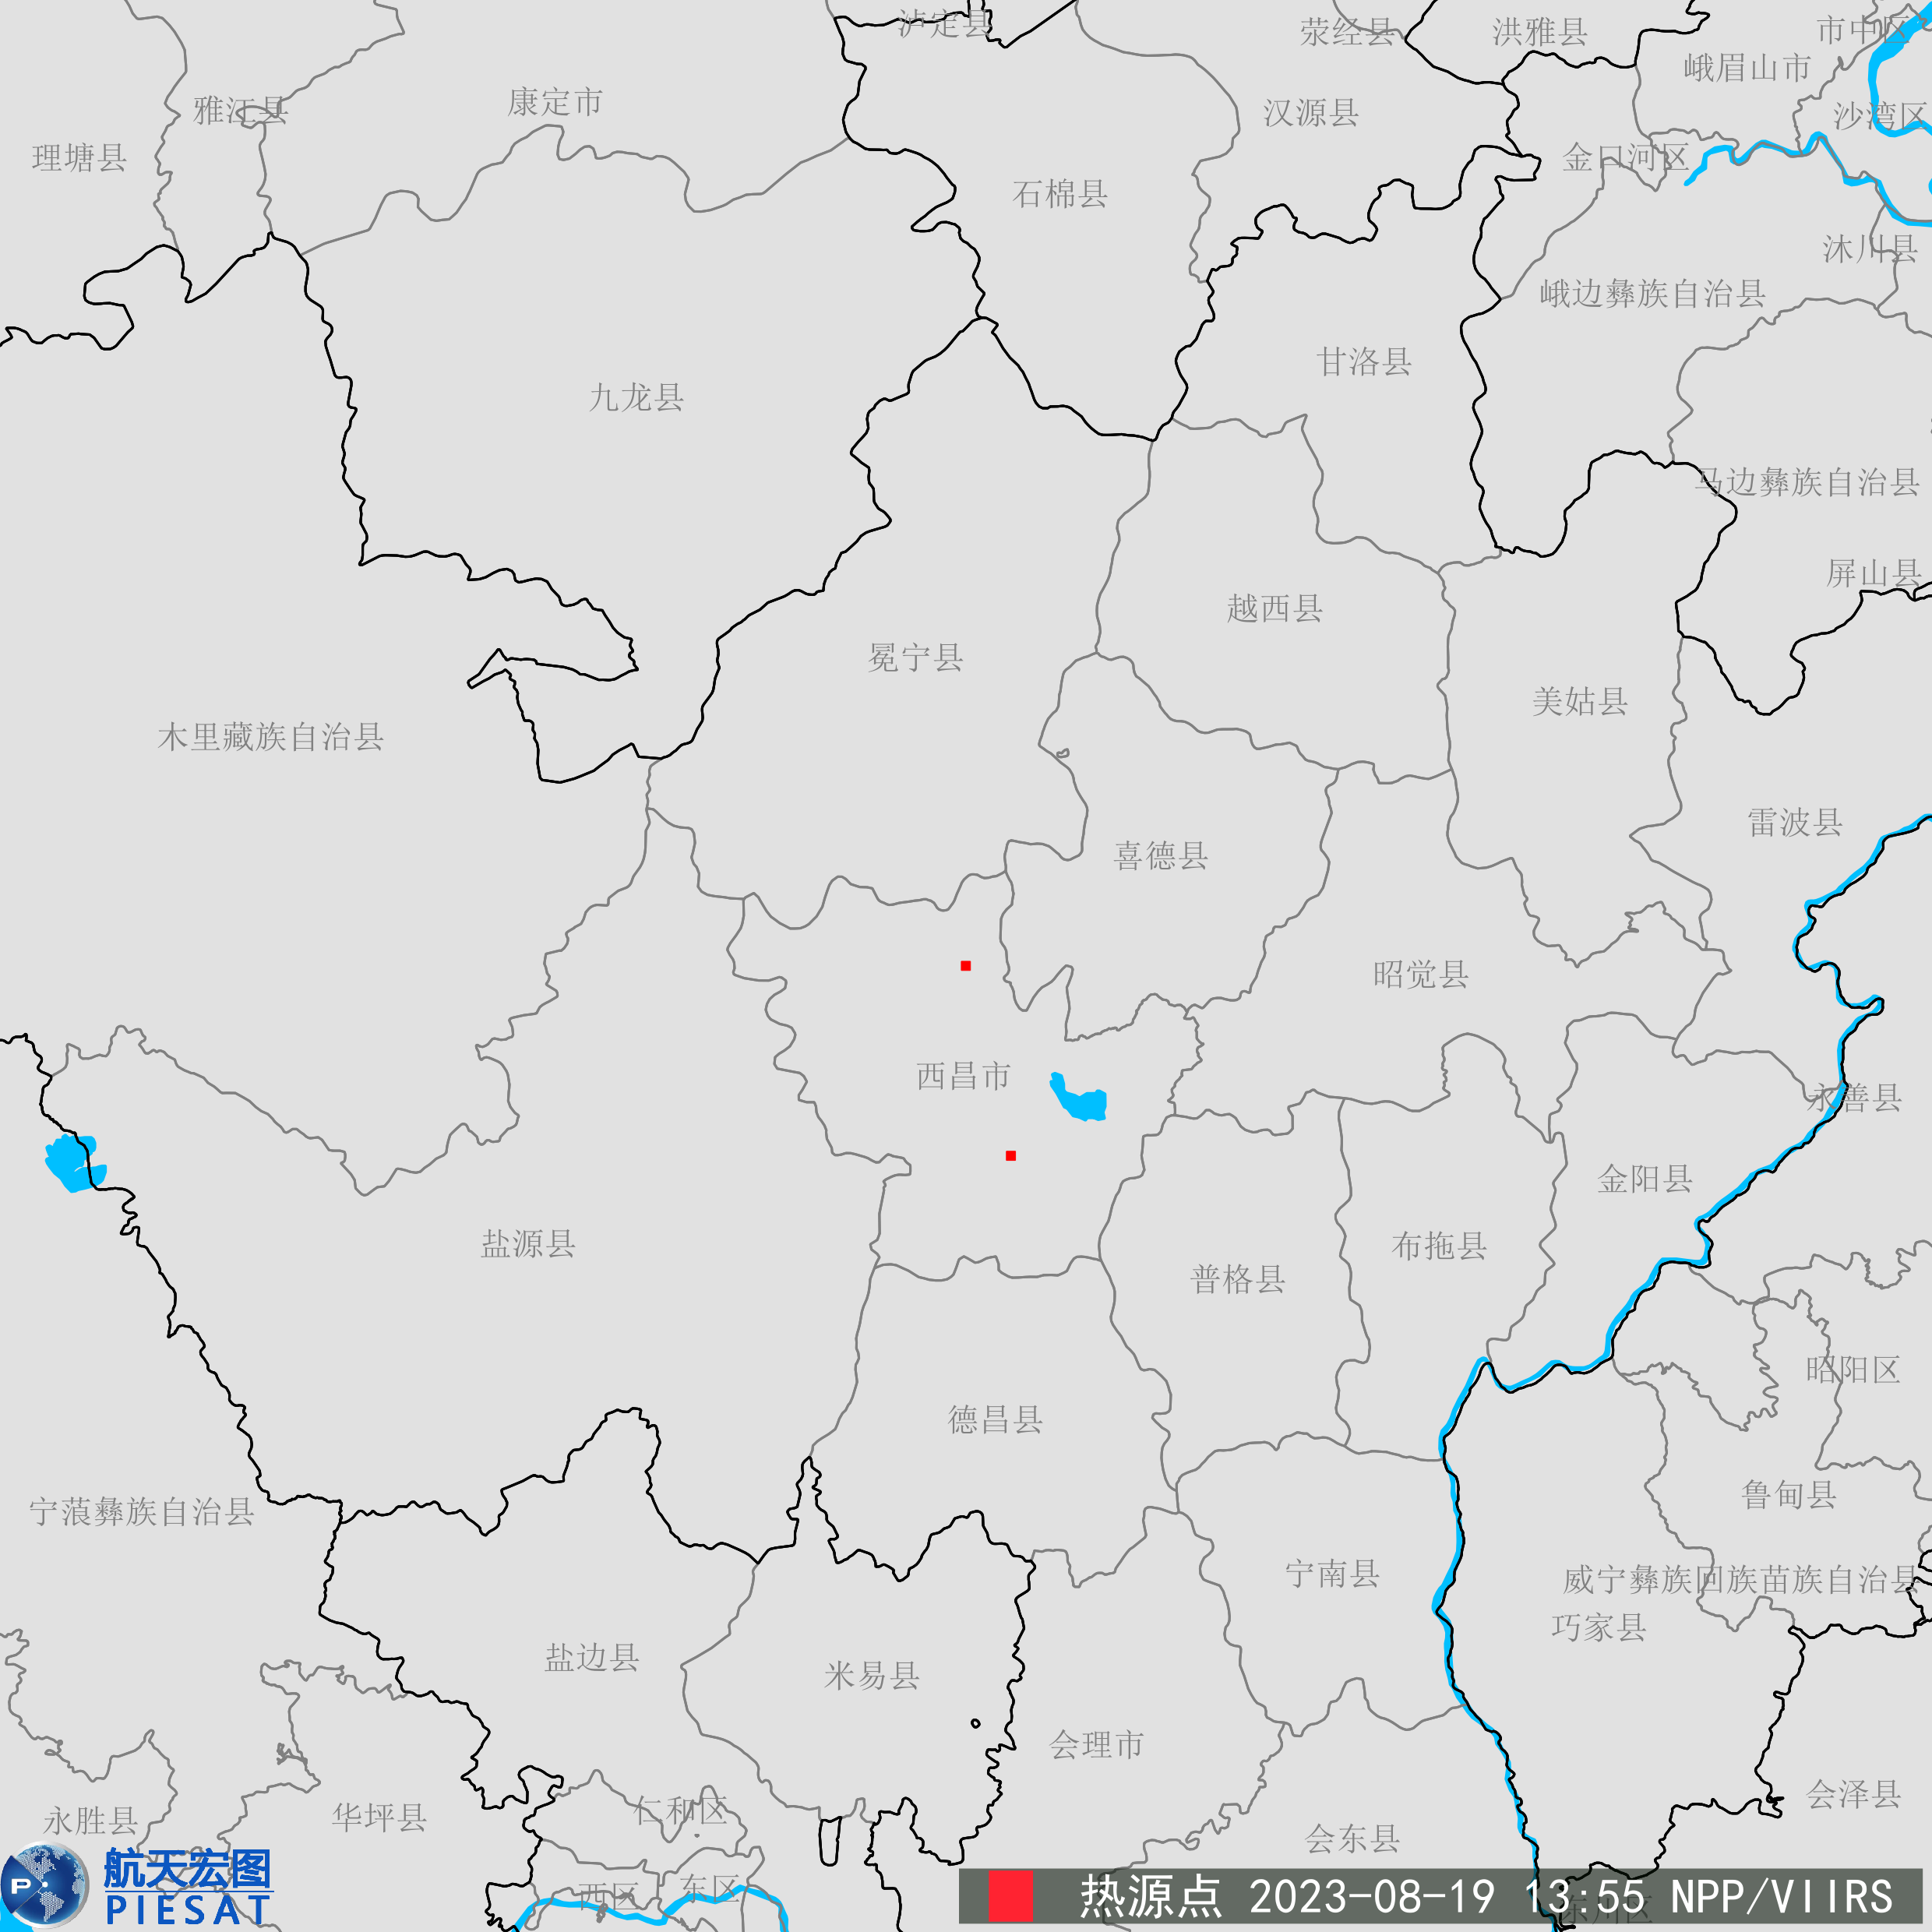 泸定县
荥经县
洪雅县
市中区
峨眉山市
雅江县
康定市
汉源县
沙湾区
理塘县
金口河区
石棉县
沐川县
峨边彝族自治县
甘洛县
九龙县
马边彝族自治县
屏山县
越西县
冕宁县
美姑县
木里藏族自治县
雷波县
喜德县
昭觉县
西昌市
永善县
金阳县
盐源县
布拖县
普格县
昭阳区
德昌县
鲁甸县
宁蒗彝族自治县
宁南县
威宁彝族回族苗族自治县
巧家县
盐边县
米易县
会理市
会泽县
仁和区
华坪县
永胜县
会东县
东区
西区
东川区
航天宏图
PIESAT
热源点 2023-08-19 13:55 NPP/VIIRS